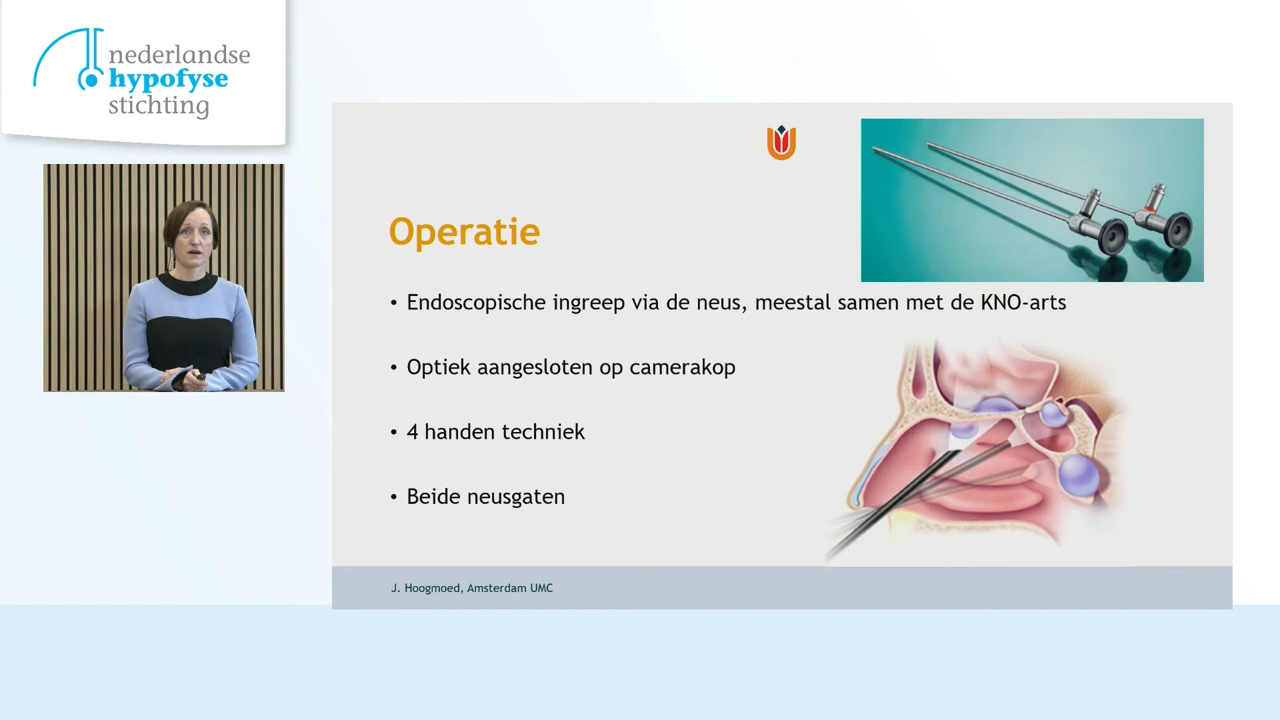 nederlandse
hypofyse
stichting
Operatie
• Endoscopische ingreep via de neus, meestal samen met de KNO-arts
• Optiek aangesloten op camerakop
• 4 handen techniek
• Beide neusgaten
J. Hoogmoed, Amsterdam UMC